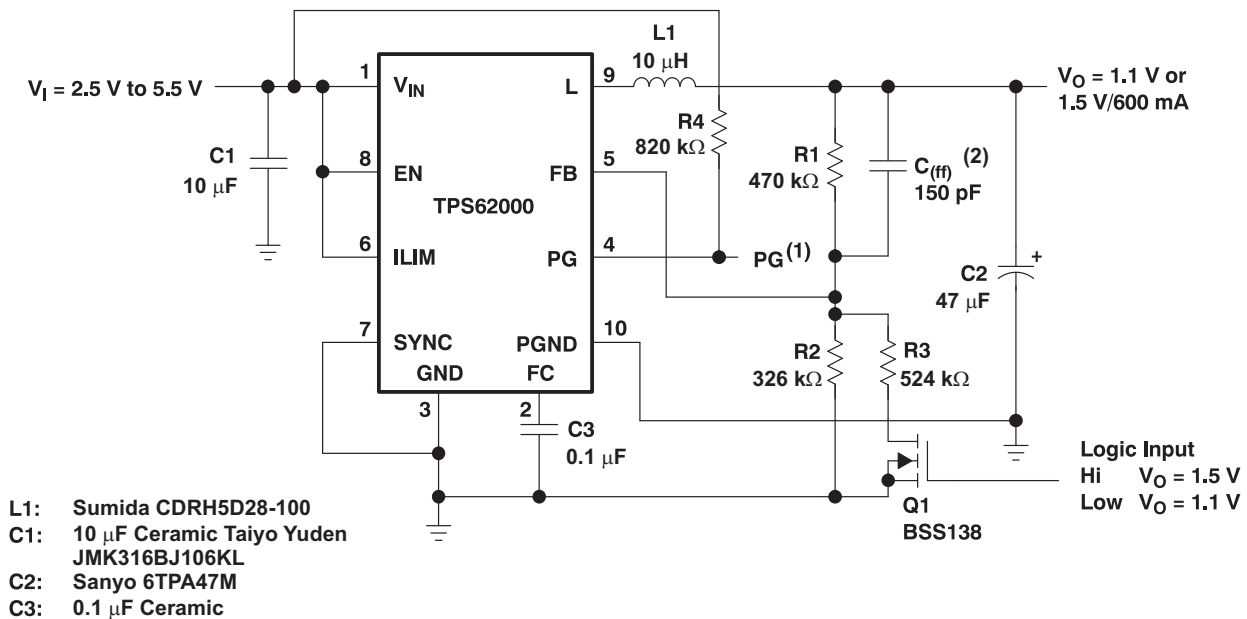 L1
10 μH
V_I = 2.5 V to 5.5 V
1
V_IN
L
9
V_O = 1.1 V or
1.5 V/600 mA
R4
820 kΩ
C1
10 μF
8
EN
FB
5
R1
470 kΩ
C_(ff) (2)
150 pF
TPS62000
6
ILIM
PG
4
PG(1)
C2
47 μF
+
7
SYNC
PGND
10
R2
326 kΩ
R3
524 kΩ
GND
FC
3
2
C3
0.1 μF
Logic Input
Hi V_O = 1.5 V
Low V_O = 1.1 V
Q1
BSS138
L1: Sumida CDRH5D28-100
C1: 10 μF Ceramic Taiyo Yuden
JMK316BJ106KL
C2: Sanyo 6TPA47M
C3: 0.1 μF Ceramic